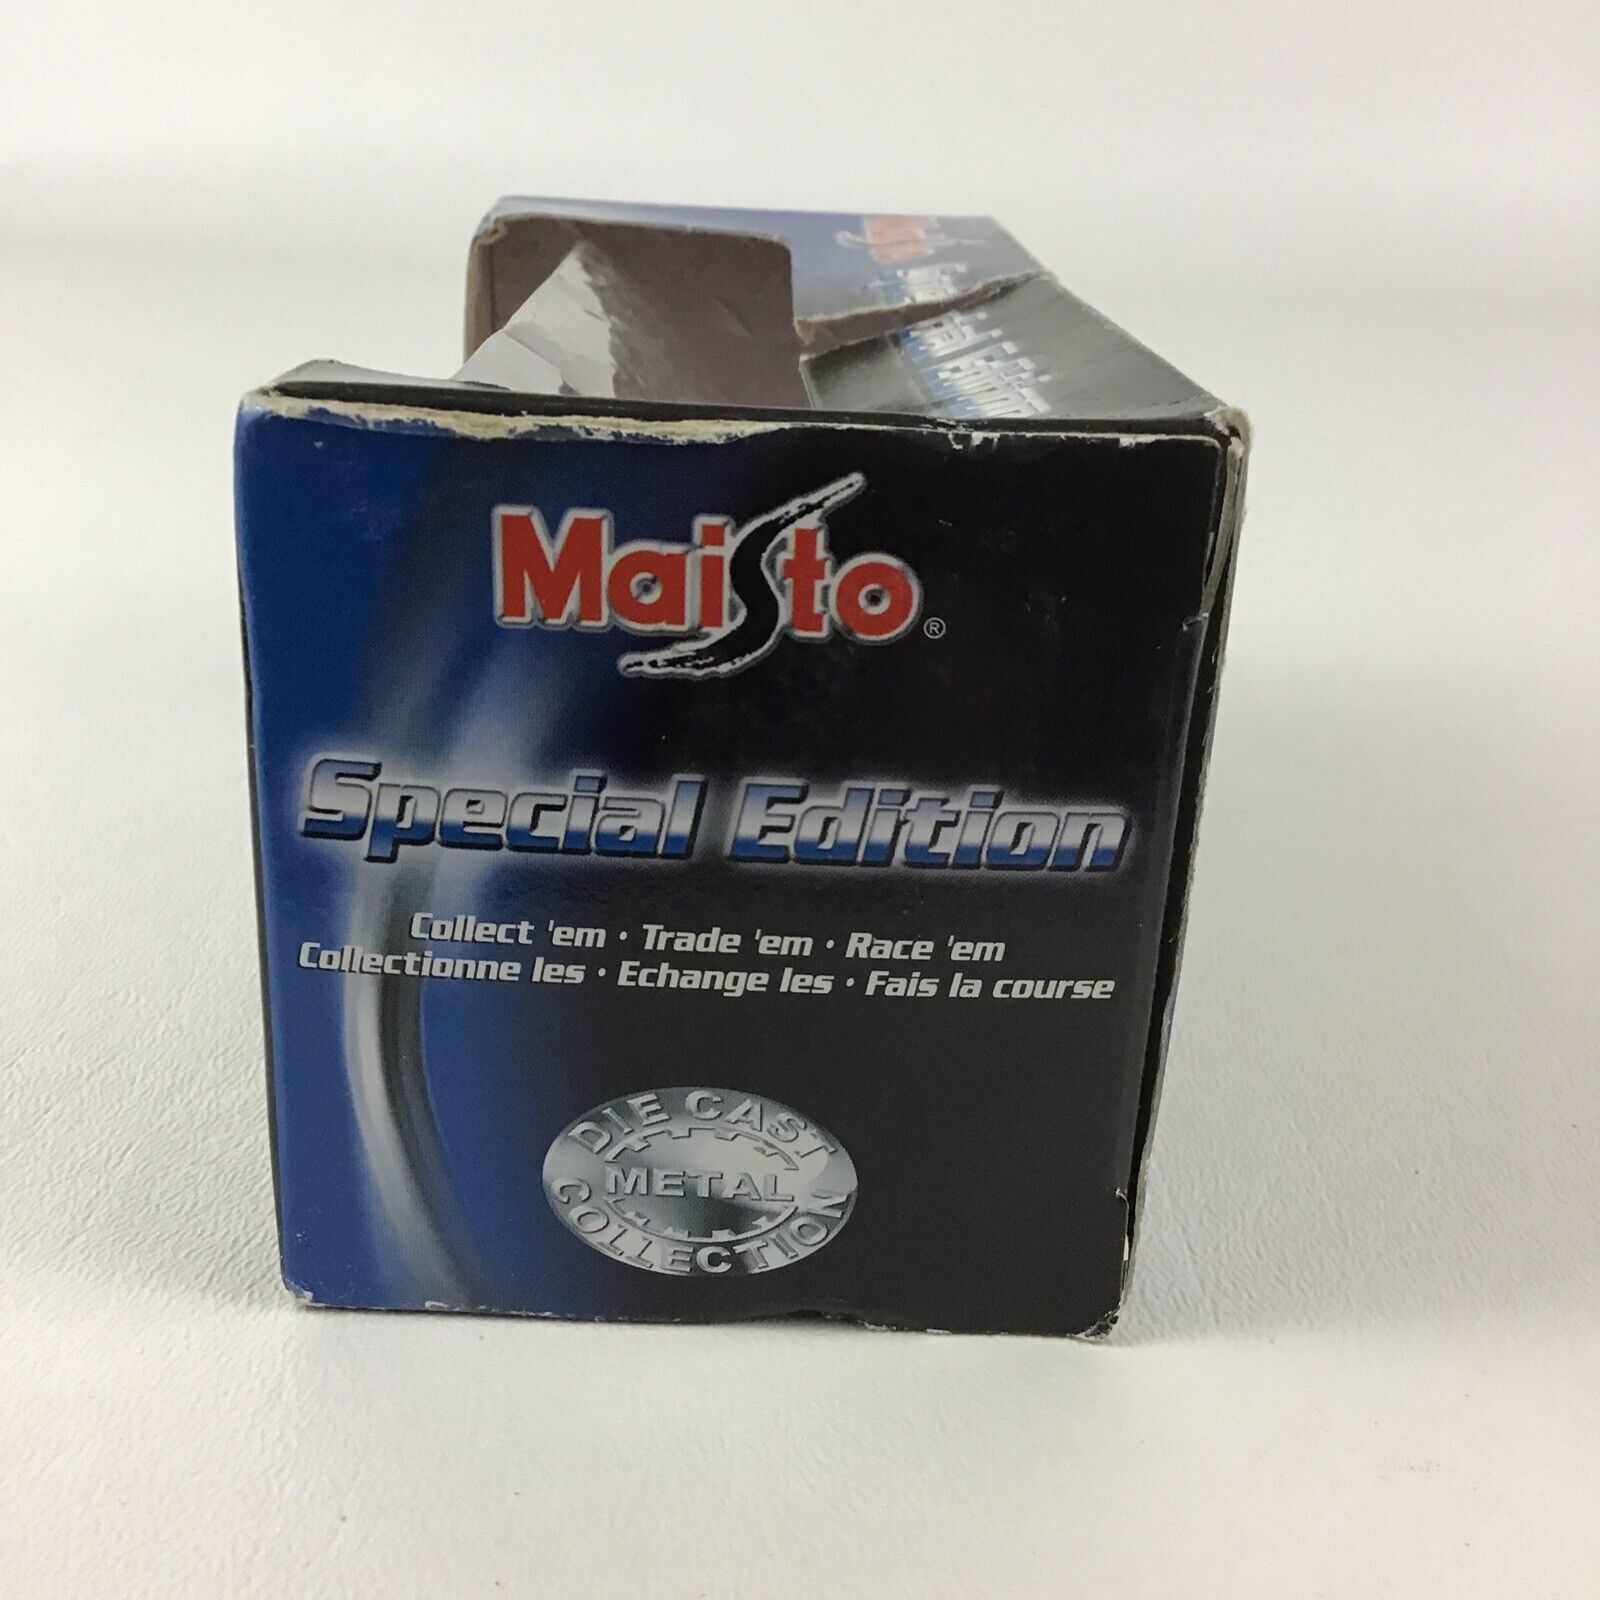 Maisto®
Special Edition
Collect 'em • Trade 'em • Race 'em
Collectionne les • Echange les • Fais la course
DIE CAST
METAL
COLLECTION